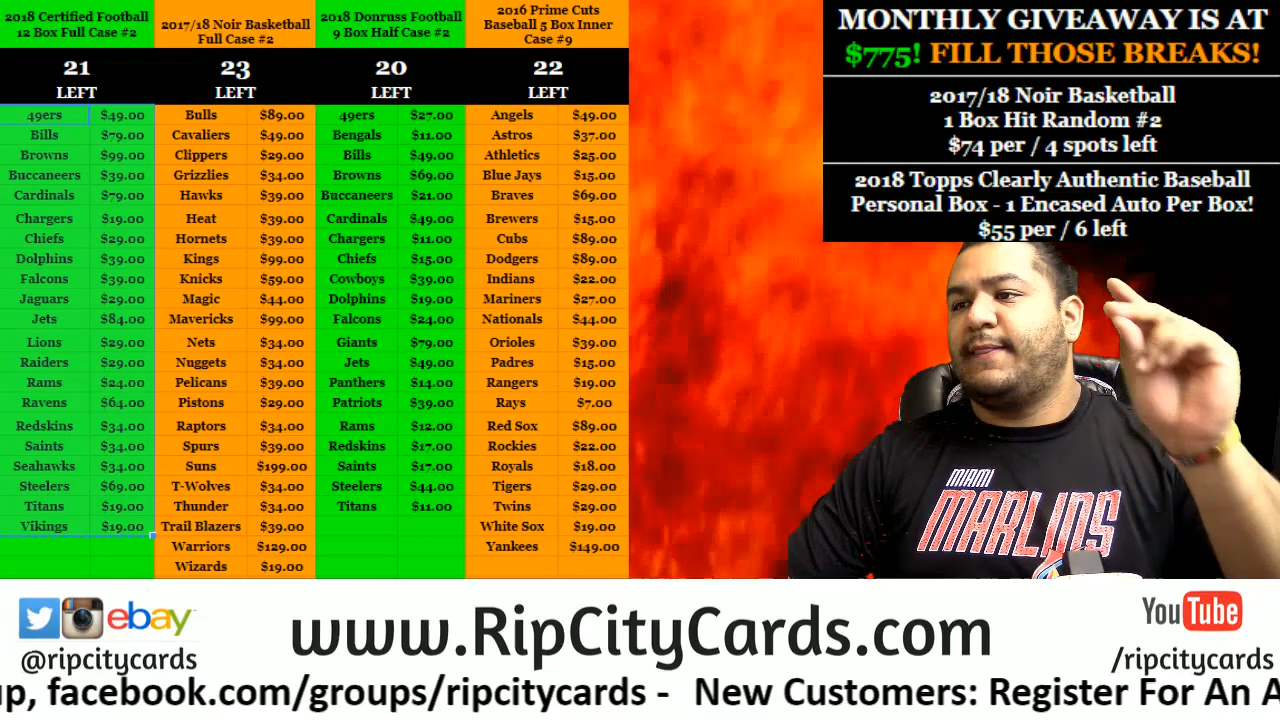 2018 Certified Football
12 Box Full Case #2
21
LEFT
49ers $49.00
Bills $79.00
Browns $99.00
Buccaneers $39.00
Cardinals $79.00
Chargers $19.00
Chiefs $29.00
Dolphins $39.00
Falcons $39.00
Jaguars $29.00
Jets $84.00
Lions $29.00
Raiders $29.00
Rams $24.00
Ravens $64.00
Redskins $34.00
Saints $34.00
Seahawks $34.00
Steelers $69.00
Titans $19.00
Vikings $19.00
2017/18 Noir Basketball
Full Case #2
23
LEFT
Bulls $89.00
Cavaliers $49.00
Clippers $29.00
Grizzlies $34.00
Hawks $39.00
Heat $39.00
Hornets $39.00
Kings $99.00
Knicks $59.00
Magic $44.00
Mavericks $99.00
Nets $34.00
Nuggets $34.00
Pelicans $39.00
Pistons $29.00
Raptors $34.00
Spurs $39.00
Suns $199.00
T-Wolves $34.00
Thunder $34.00
Trail Blazers $39.00
Warriors $129.00
Wizards $19.00
2018 Donruss Football
9 Box Half Case #2
20
LEFT
49ers $27.00
Bengals $11.00
Bills $49.00
Browns $69.00
Buccaneers $21.00
Cardinals $49.00
Chargers $11.00
Chiefs $15.00
Cowboys $39.00
Dolphins $19.00
Falcons $24.00
Giants $79.00
Jets $49.00
Panthers $14.00
Patriots $39.00
Rams $12.00
Redskins $17.00
Saints $17.00
Steelers $44.00
Titans $11.00
2016 Prime Cuts
Baseball 5 Box Inner
Case #9
22
LEFT
Angels $49.00
Astros $37.00
Athletics $25.00
Blue Jays $15.00
Braves $69.00
Brewers $15.00
Cubs $89.00
Dodgers $89.00
Indians $22.00
Mariners $27.00
Nationals $44.00
Orioles $39.00
Padres $15.00
Rangers $19.00
Rays $7.00
Red Sox $89.00
Rockies $22.00
Royals $18.00
Tigers $29.00
Twins $29.00
White Sox $19.00
Yankees $149.00
MONTHLY GIVEAWAY IS AT
$775! FILL THOSE BREAKS!
2017/18 Noir Basketball
1 Box Hit Random #2
$74 per / 4 spots left
2018 Topps Clearly Authentic Baseball
Personal Box - 1 Encased Auto Per Box!
$55 per / 6 left
MIAMI
MARLINS
ebay
@ripcitycards
www.RipCityCards.com
YouTube
/ripcitycards
up, facebook.com/groups/ripcitycards - New Customers: Register For An A